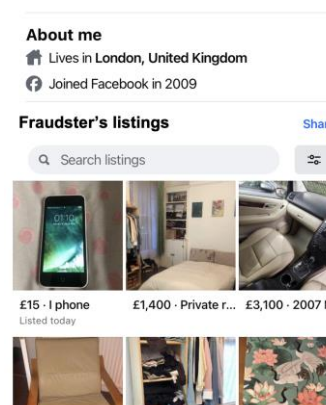 About me
Lives in London, United Kingdom
Joined Facebook in 2009
Fraudster's listings
Shar
Search listings
01:10
£15 · I phone
£1,400 · Private r...
£3,100 · 2007
Listed today